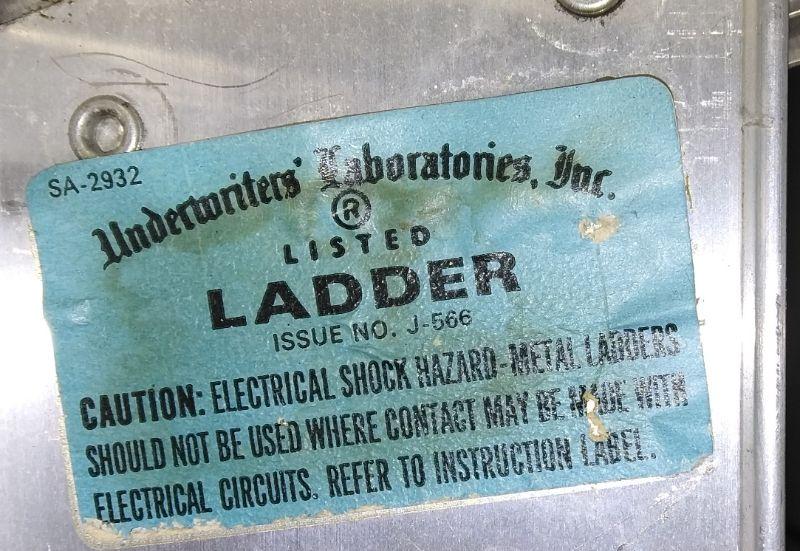 SA-2932
Underwriters' Laboratories, Inc.
®
LISTED
LADDER
ISSUE NO. J-566
CAUTION: ELECTRICAL SHOCK HAZARD-METAL LADDERS
SHOULD NOT BE USED WHERE CONTACT MAY BE MADE WITH
ELECTRICAL CIRCUITS. REFER TO INSTRUCTION LABEL.